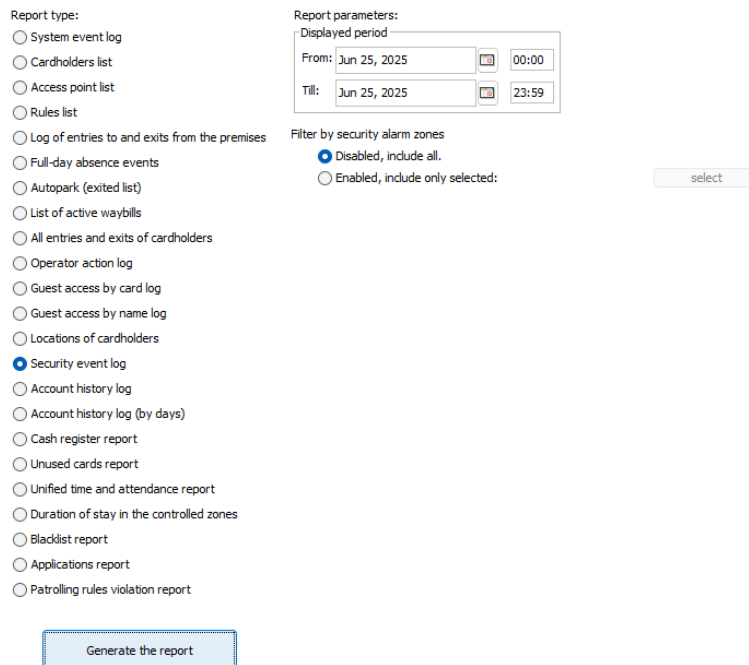 Report type:
System event log
Cardholders list
Access point list
Rules list
Log of entries to and exits from the premises
Full-day absence events
Autopark (exited list)
List of active waybills
All entries and exits of cardholders
Operator action log
Guest access by card log
Guest access by name log
Locations of cardholders
Security event log
Account history log
Account history log (by days)
Cash register report
Unused cards report
Unified time and attendance report
Duration of stay in the controlled zones
Blacklist report
Applications report
Patrolling rules violation report
Generate the report
Report parameters:
Displayed period
From: Jun 25, 2025 00:00
Till: Jun 25, 2025 23:59
Filter by security alarm zones
Disabled, include all.
Enabled, include only selected: select